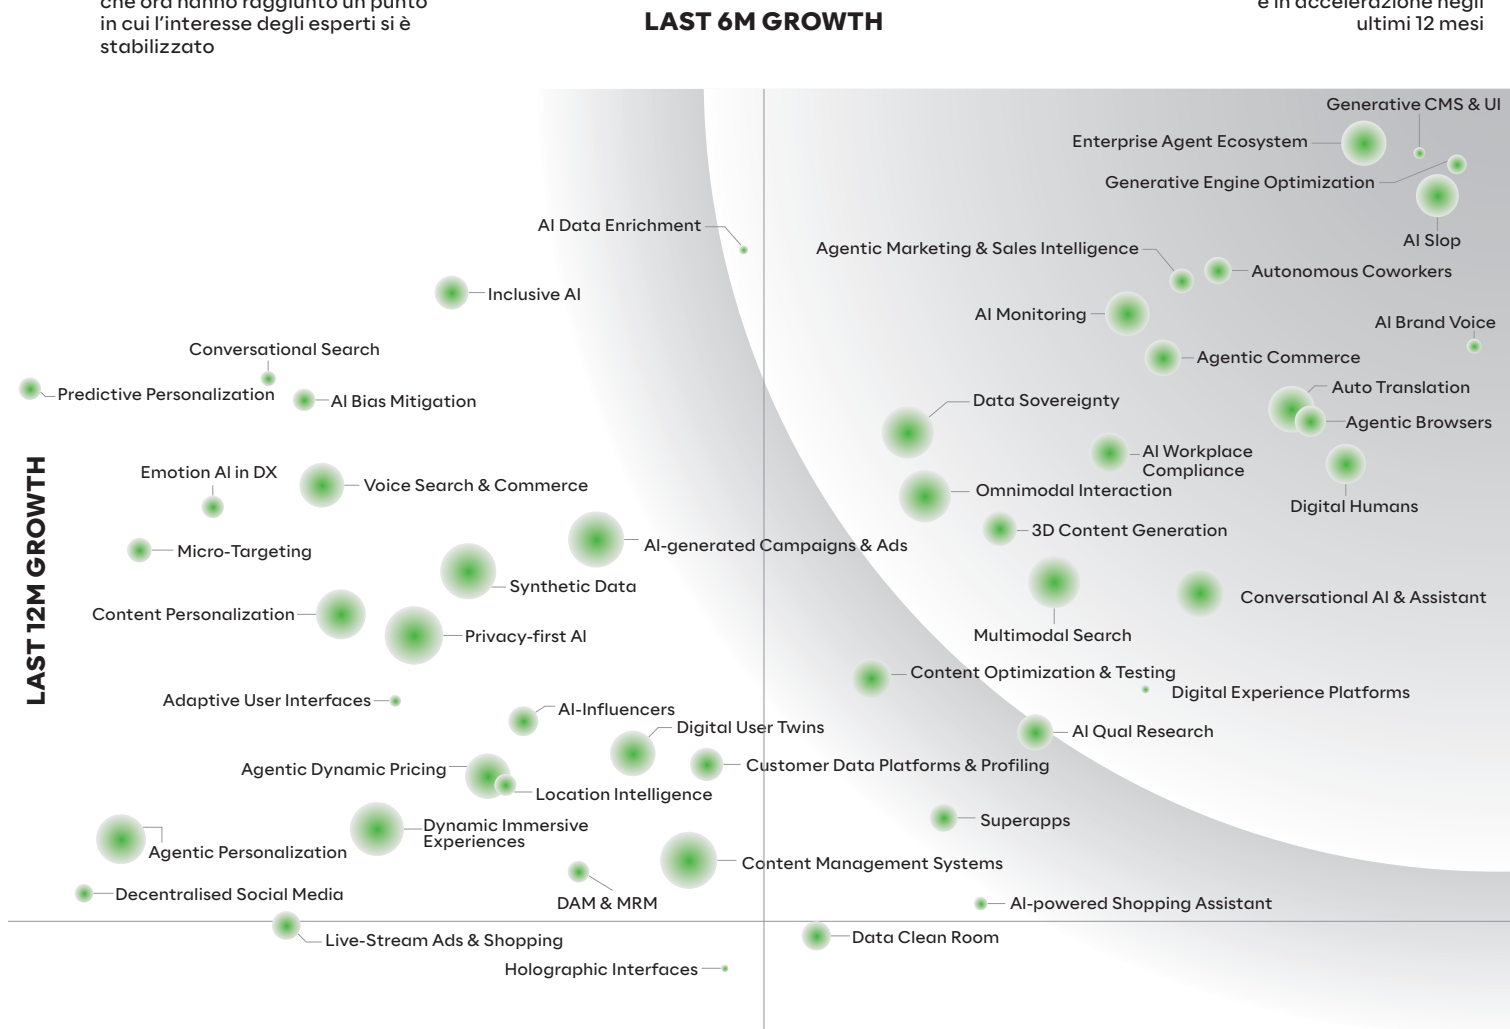 che ora hanno raggiunto un punto
in cui l'interesse degli esperti si è
stabilizzato
LAST 6M GROWTH
e in accelerazione negli
ultimi 12 mesi
Generative CMS & UI
Enterprise Agent Ecosystem
Generative Engine Optimization
AI Data Enrichment
AI Slop
Agentic Marketing & Sales Intelligence
Autonomous Coworkers
Inclusive AI
AI Monitoring
AI Brand Voice
Conversational Search
Agentic Commerce
Predictive Personalization
AI Bias Mitigation
Auto Translation
Data Sovereignty
Agentic Browsers
AI Workplace
Compliance
Emotion AI in DX
Voice Search & Commerce
Omnimodal Interaction
Digital Humans
3D Content Generation
Micro-Targeting
AI-generated Campaigns & Ads
Synthetic Data
Conversational AI & Assistant
Content Personalization
Privacy-first AI
Multimodal Search
LAST 12M GROWTH
Content Optimization & Testing
Digital Experience Platforms
Adaptive User Interfaces
AI-Influencers
Digital User Twins
AI Qual Research
Agentic Dynamic Pricing
Customer Data Platforms & Profiling
Location Intelligence
Superapps
Dynamic Immersive
Experiences
Agentic Personalization
Content Management Systems
Decentralised Social Media
DAM & MRM
AI-powered Shopping Assistant
Live-Stream Ads & Shopping
Data Clean Room
Holographic Interfaces